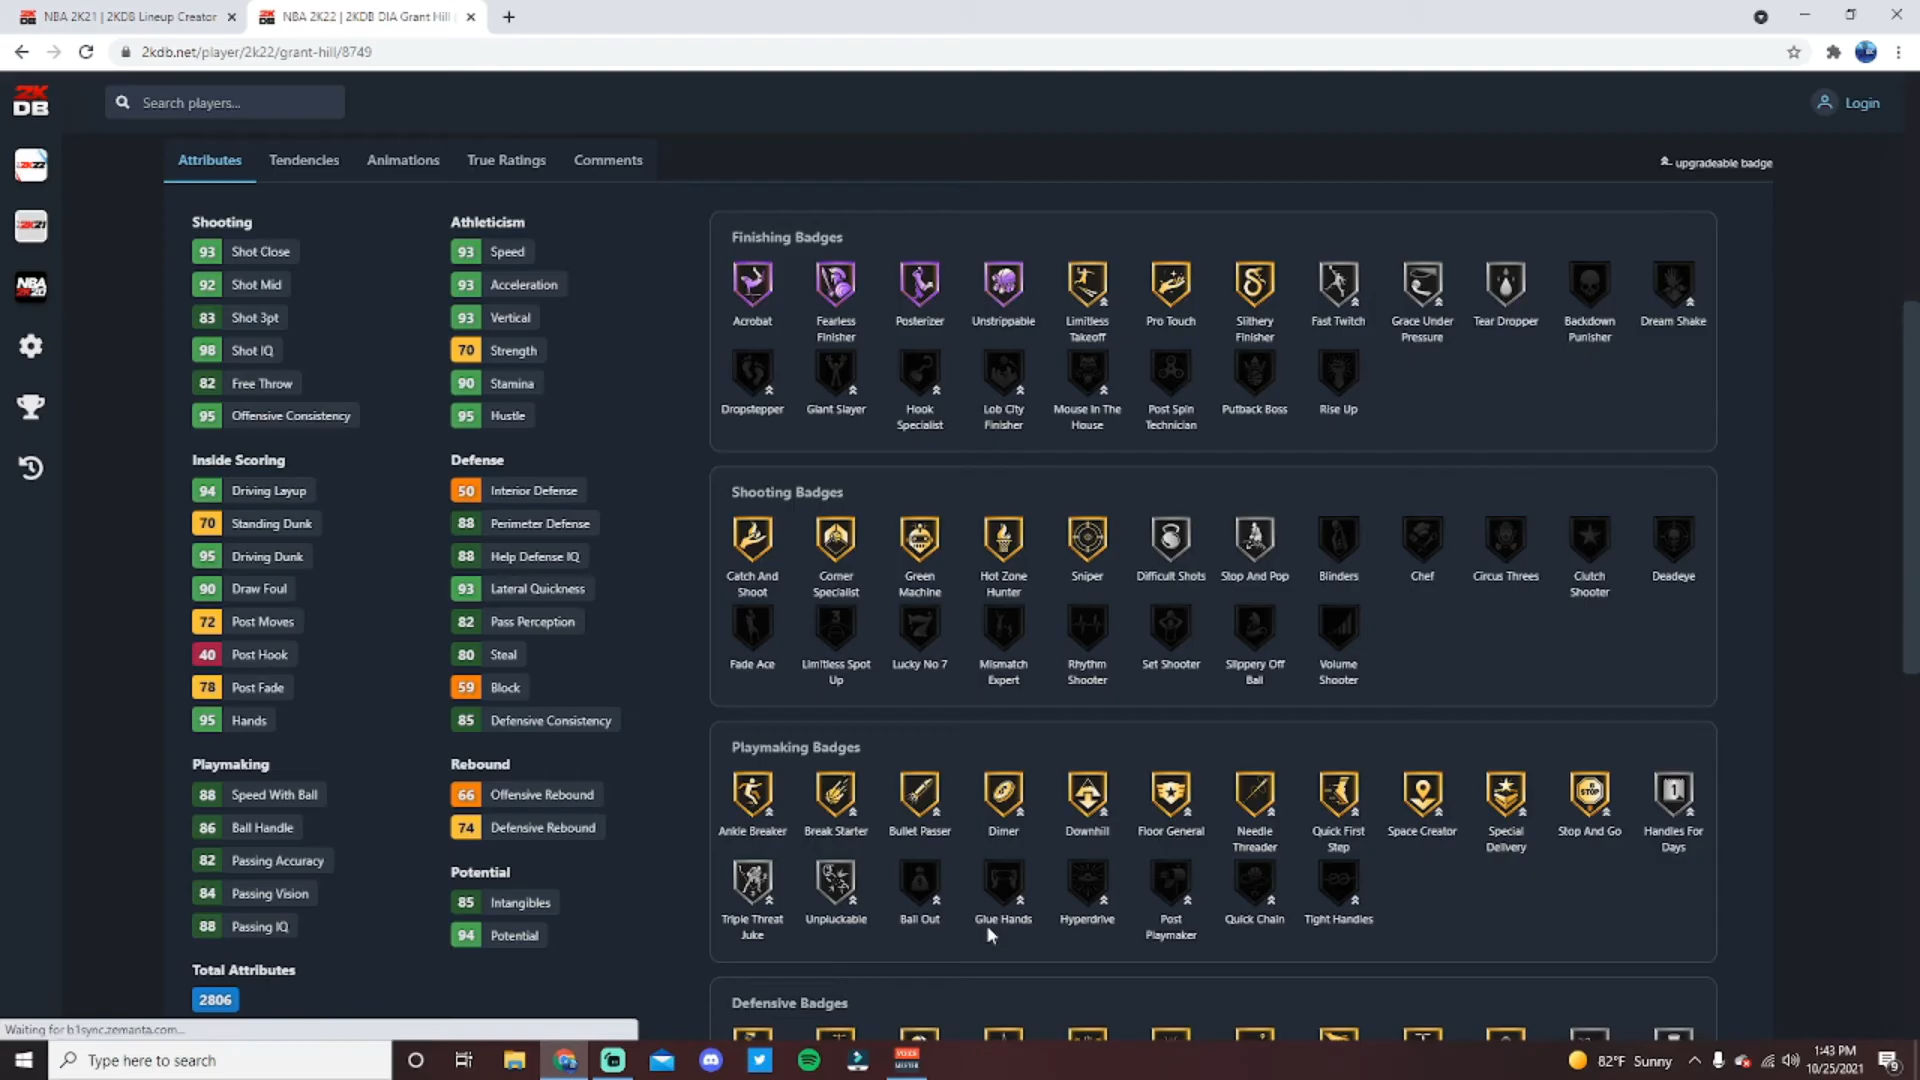 NBA 2K21 | 2KDB Lineup Creator
NBA 2K22 | 2KDB DIA Grant Hill
2kdb.net/player/2k22/grant-hill/8749
2K DB
Search players...
Login
2K22
2K21
NBA 2K20
Attributes Tendencies Animations True Ratings Comments
upgradeable badge
Shooting
93 Shot Close
92 Shot Mid
83 Shot 3pt
98 Shot IQ
82 Free Throw
95 Offensive Consistency
Inside Scoring
94 Driving Layup
70 Standing Dunk
95 Driving Dunk
90 Draw Foul
72 Post Moves
40 Post Hook
78 Post Fade
95 Hands
Playmaking
88 Speed With Ball
86 Ball Handle
82 Passing Accuracy
84 Passing Vision
88 Passing IQ
Total Attributes
2806
Athleticism
93 Speed
93 Acceleration
93 Vertical
70 Strength
90 Stamina
95 Hustle
Defense
50 Interior Defense
88 Perimeter Defense
88 Help Defense IQ
93 Lateral Quickness
82 Pass Perception
80 Steal
59 Block
85 Defensive Consistency
Rebound
66 Offensive Rebound
74 Defensive Rebound
Potential
85 Intangibles
94 Potential
Finishing Badges
Acrobat
Fearless Finisher
Posterizer
Unstrippable
Limitless Takeoff
Pro Touch
Slithery Finisher
Fast Twitch
Grace Under Pressure
Tear Dropper
Backdown Punisher
Dream Shake
Dropstepper
Giant Slayer
Hook Specialist
Lob City Finisher
Mouse In The House
Post Spin Technician
Putback Boss
Rise Up
Shooting Badges
Catch And Shoot
Corner Specialist
Green Machine
Hot Zone Hunter
Sniper
Difficult Shots
Stop And Pop
Blinders
Chef
Circus Threes
Clutch Shooter
Deadeye
Fade Ace
Limitless Spot Up
Lucky No 7
Mismatch Expert
Rhythm Shooter
Set Shooter
Slippery Off Ball
Volume Shooter
Playmaking Badges
Ankle Breaker
Break Starter
Bullet Passer
Dimer
Downhill
Floor General
Needle Threader
Quick First Step
Space Creator
Special Delivery
Stop And Go
Handles For Days
Triple Threat Juke
Unpluckable
Bail Out
Glue Hands
Hyperdrive
Post Playmaker
Quick Chain
Tight Handles
Defensive Badges
Waiting for b1sync.zemanta.com...
Type here to search
82°F Sunny
1:43 PM
10/25/2021